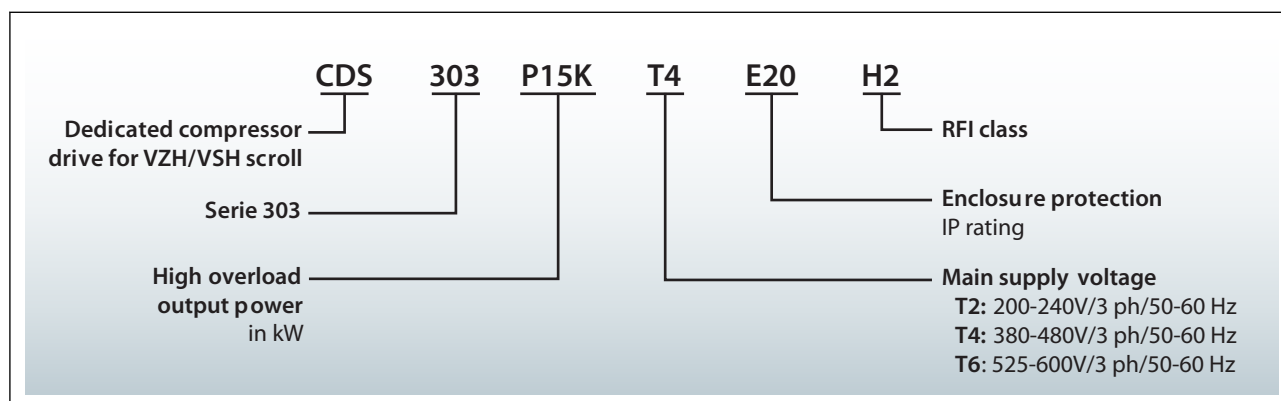 CDS 303 P15K T4 E20 H2
Dedicated compressor
drive for VZH/VSH scroll
Serie 303
High overload
output power
in kW
RFI class
Enclosure protection
IP rating
Main supply voltage
T2: 200-240V/3 ph/50-60 Hz
T4: 380-480V/3 ph/50-60 Hz
T6: 525-600V/3 ph/50-60 Hz